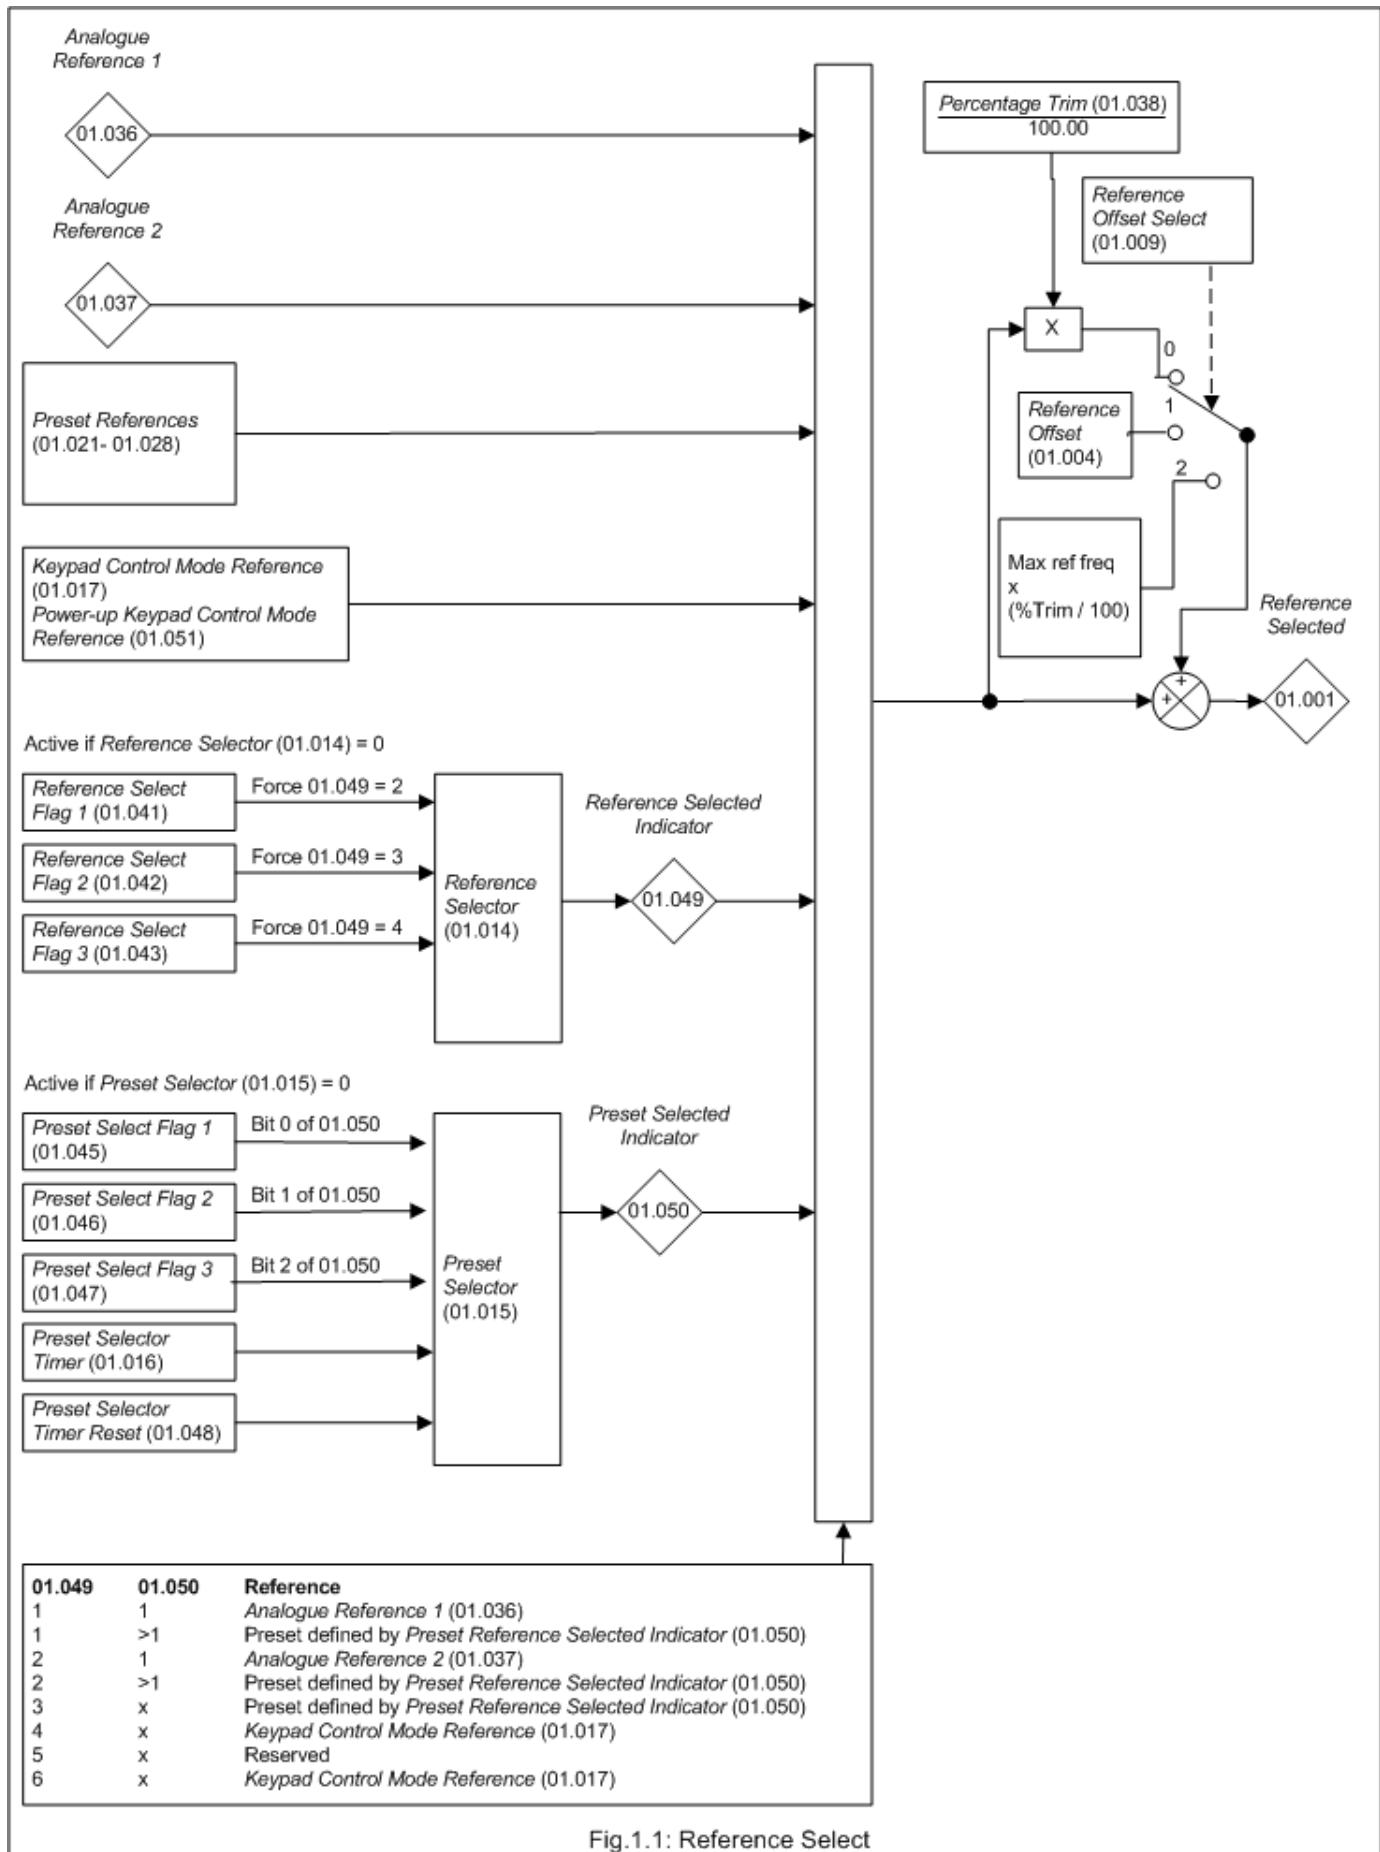 Analogue
Reference 1
01.036
Analogue
Reference 2
01.037
Preset References
(01.021- 01.028)
Keypad Control Mode Reference
(01.017)
Power-up Keypad Control Mode
Reference (01.051)
Percentage Trim (01.038)
100.00
Reference
Offset Select
(01.009)
X
0
1
2
Reference
Offset
(01.004)
Max ref freq
x
(%Trim / 100)
Reference
Selected
+
+
01.001
Active if Reference Selector (01.014) = 0
Reference Select
Flag 1 (01.041)
Force 01.049 = 2
Reference Select
Flag 2 (01.042)
Force 01.049 = 3
Reference Select
Flag 3 (01.043)
Force 01.049 = 4
Reference
Selector
(01.014)
Reference Selected
Indicator
01.049
Active if Preset Selector (01.015) = 0
Preset Select Flag 1
(01.045)
Bit 0 of 01.050
Preset Select Flag 2
(01.046)
Bit 1 of 01.050
Preset Select Flag 3
(01.047)
Bit 2 of 01.050
Preset Selector
Timer (01.016)
Preset Selector
Timer Reset (01.048)
Preset
Selector
(01.015)
Preset Selected
Indicator
01.050
01.049 01.050 Reference
1 1 Analogue Reference 1 (01.036)
1 >1 Preset defined by Preset Reference Selected Indicator (01.050)
2 1 Analogue Reference 2 (01.037)
2 >1 Preset defined by Preset Reference Selected Indicator (01.050)
3 x Preset defined by Preset Reference Selected Indicator (01.050)
4 x Keypad Control Mode Reference (01.017)
5 x Reserved
6 x Keypad Control Mode Reference (01.017)
Fig.1.1: Reference Select